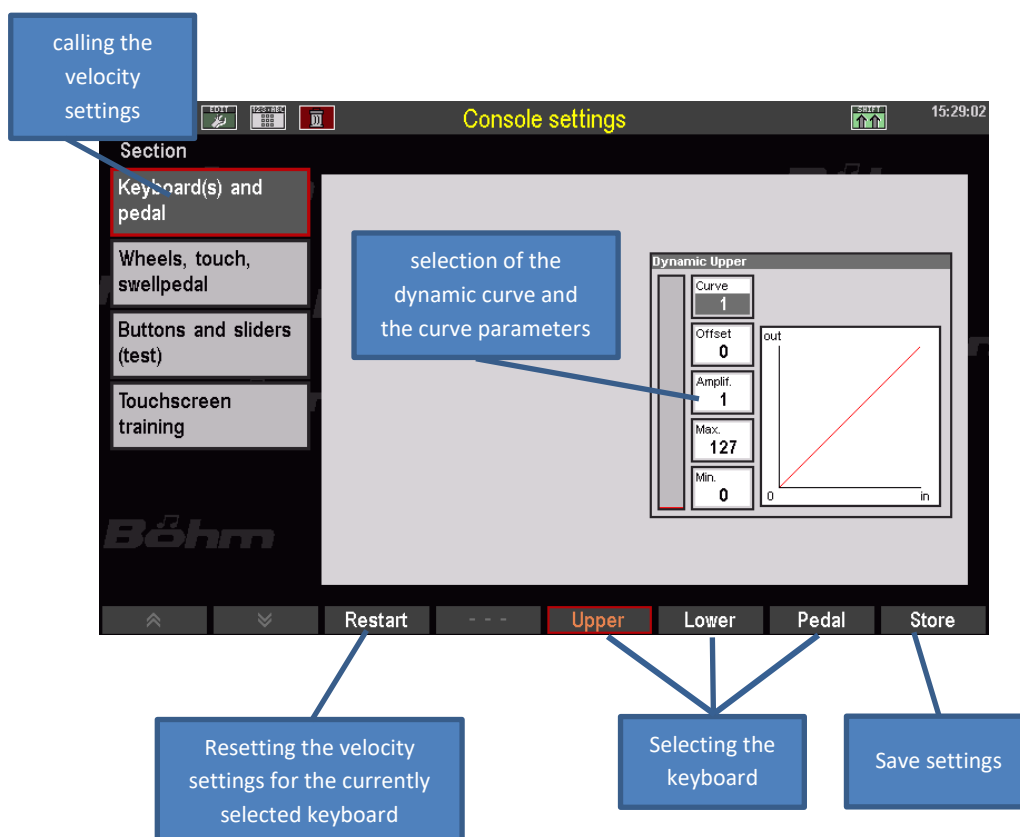 calling the
velocity
settings
EDIT
123-ABC
Console settings
SHIFT
15:29:02
Section
Keyboard(s) and
pedal
Wheels, touch,
swellpedal
Buttons and sliders
(test)
Touchscreen
training
selection of the
dynamic curve and
the curve parameters
Dynamic Upper
Curve
1
Offset
0
Amplif.
1
Max.
127
Min.
0
out
0
in
Böhm
Restart
- - -
Upper
Lower
Pedal
Store
Resetting the velocity
settings for the currently
selected keyboard
Selecting the
keyboard
Save settings